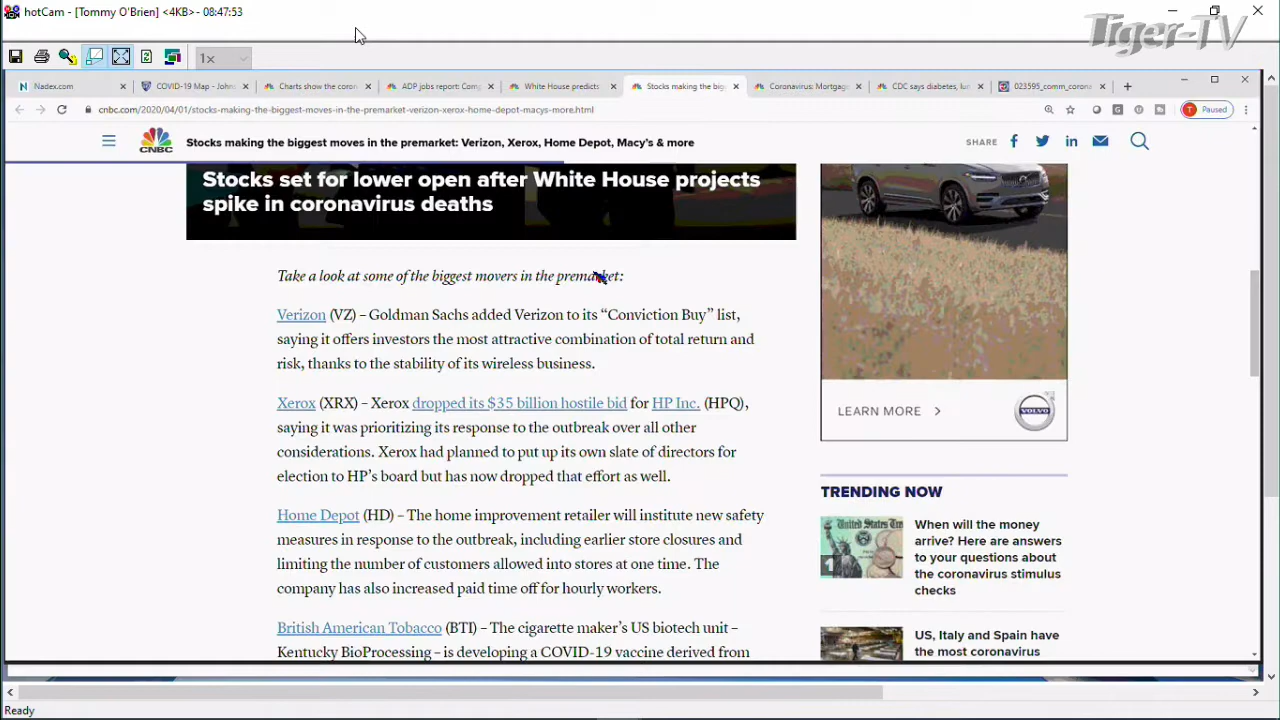 hotCam - [Tommy O'Brien] <4KB> - 08:47:53
Tiger-TV
1x
Nadex.com
COVID-19 Map - Johns
Charts show the coron
ADP jobs report: Comp
White House predicts
Stocks making the big
Coronavirus: Mortgage
CDC says diabetes, lun
023595_comm_corona
cnbc.com/2020/04/01/stocks-making-the-biggest-moves-in-the-premarket-verizon-xerox-home-depot-macys-more.html
Paused
CNBC
Stocks making the biggest moves in the premarket: Verizon, Xerox, Home Depot, Macy's & more
SHARE
Stocks set for lower open after White House projects
spike in coronavirus deaths
Take a look at some of the biggest movers in the premarket:
Verizon (VZ) – Goldman Sachs added Verizon to its “Conviction Buy” list,
saying it offers investors the most attractive combination of total return and
risk, thanks to the stability of its wireless business.
Xerox (XRX) – Xerox dropped its $35 billion hostile bid for HP Inc. (HPQ),
saying it was prioritizing its response to the outbreak over all other
considerations. Xerox had planned to put up its own slate of directors for
election to HP’s board but has now dropped that effort as well.
Home Depot (HD) – The home improvement retailer will institute new safety
measures in response to the outbreak, including earlier store closures and
limiting the number of customers allowed into stores at one time. The
company has also increased paid time off for hourly workers.
British American Tobacco (BTI) – The cigarette maker’s US biotech unit –
Kentucky BioProcessing – is developing a COVID-19 vaccine derived from
LEARN MORE >
VOLVO
TRENDING NOW
1
When will the money
arrive? Here are answers
to your questions about
the coronavirus stimulus
checks
US, Italy and Spain have
the most coronavirus
Ready